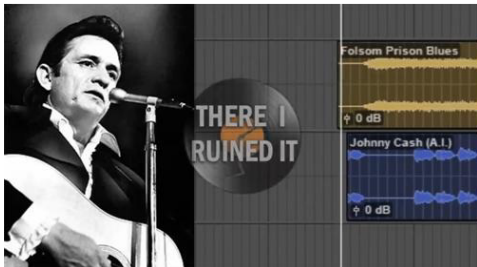 Folsom Prison Blues
THERE I
RUINED IT
0 dB
Johnny Cash (A.I.)
0 dB